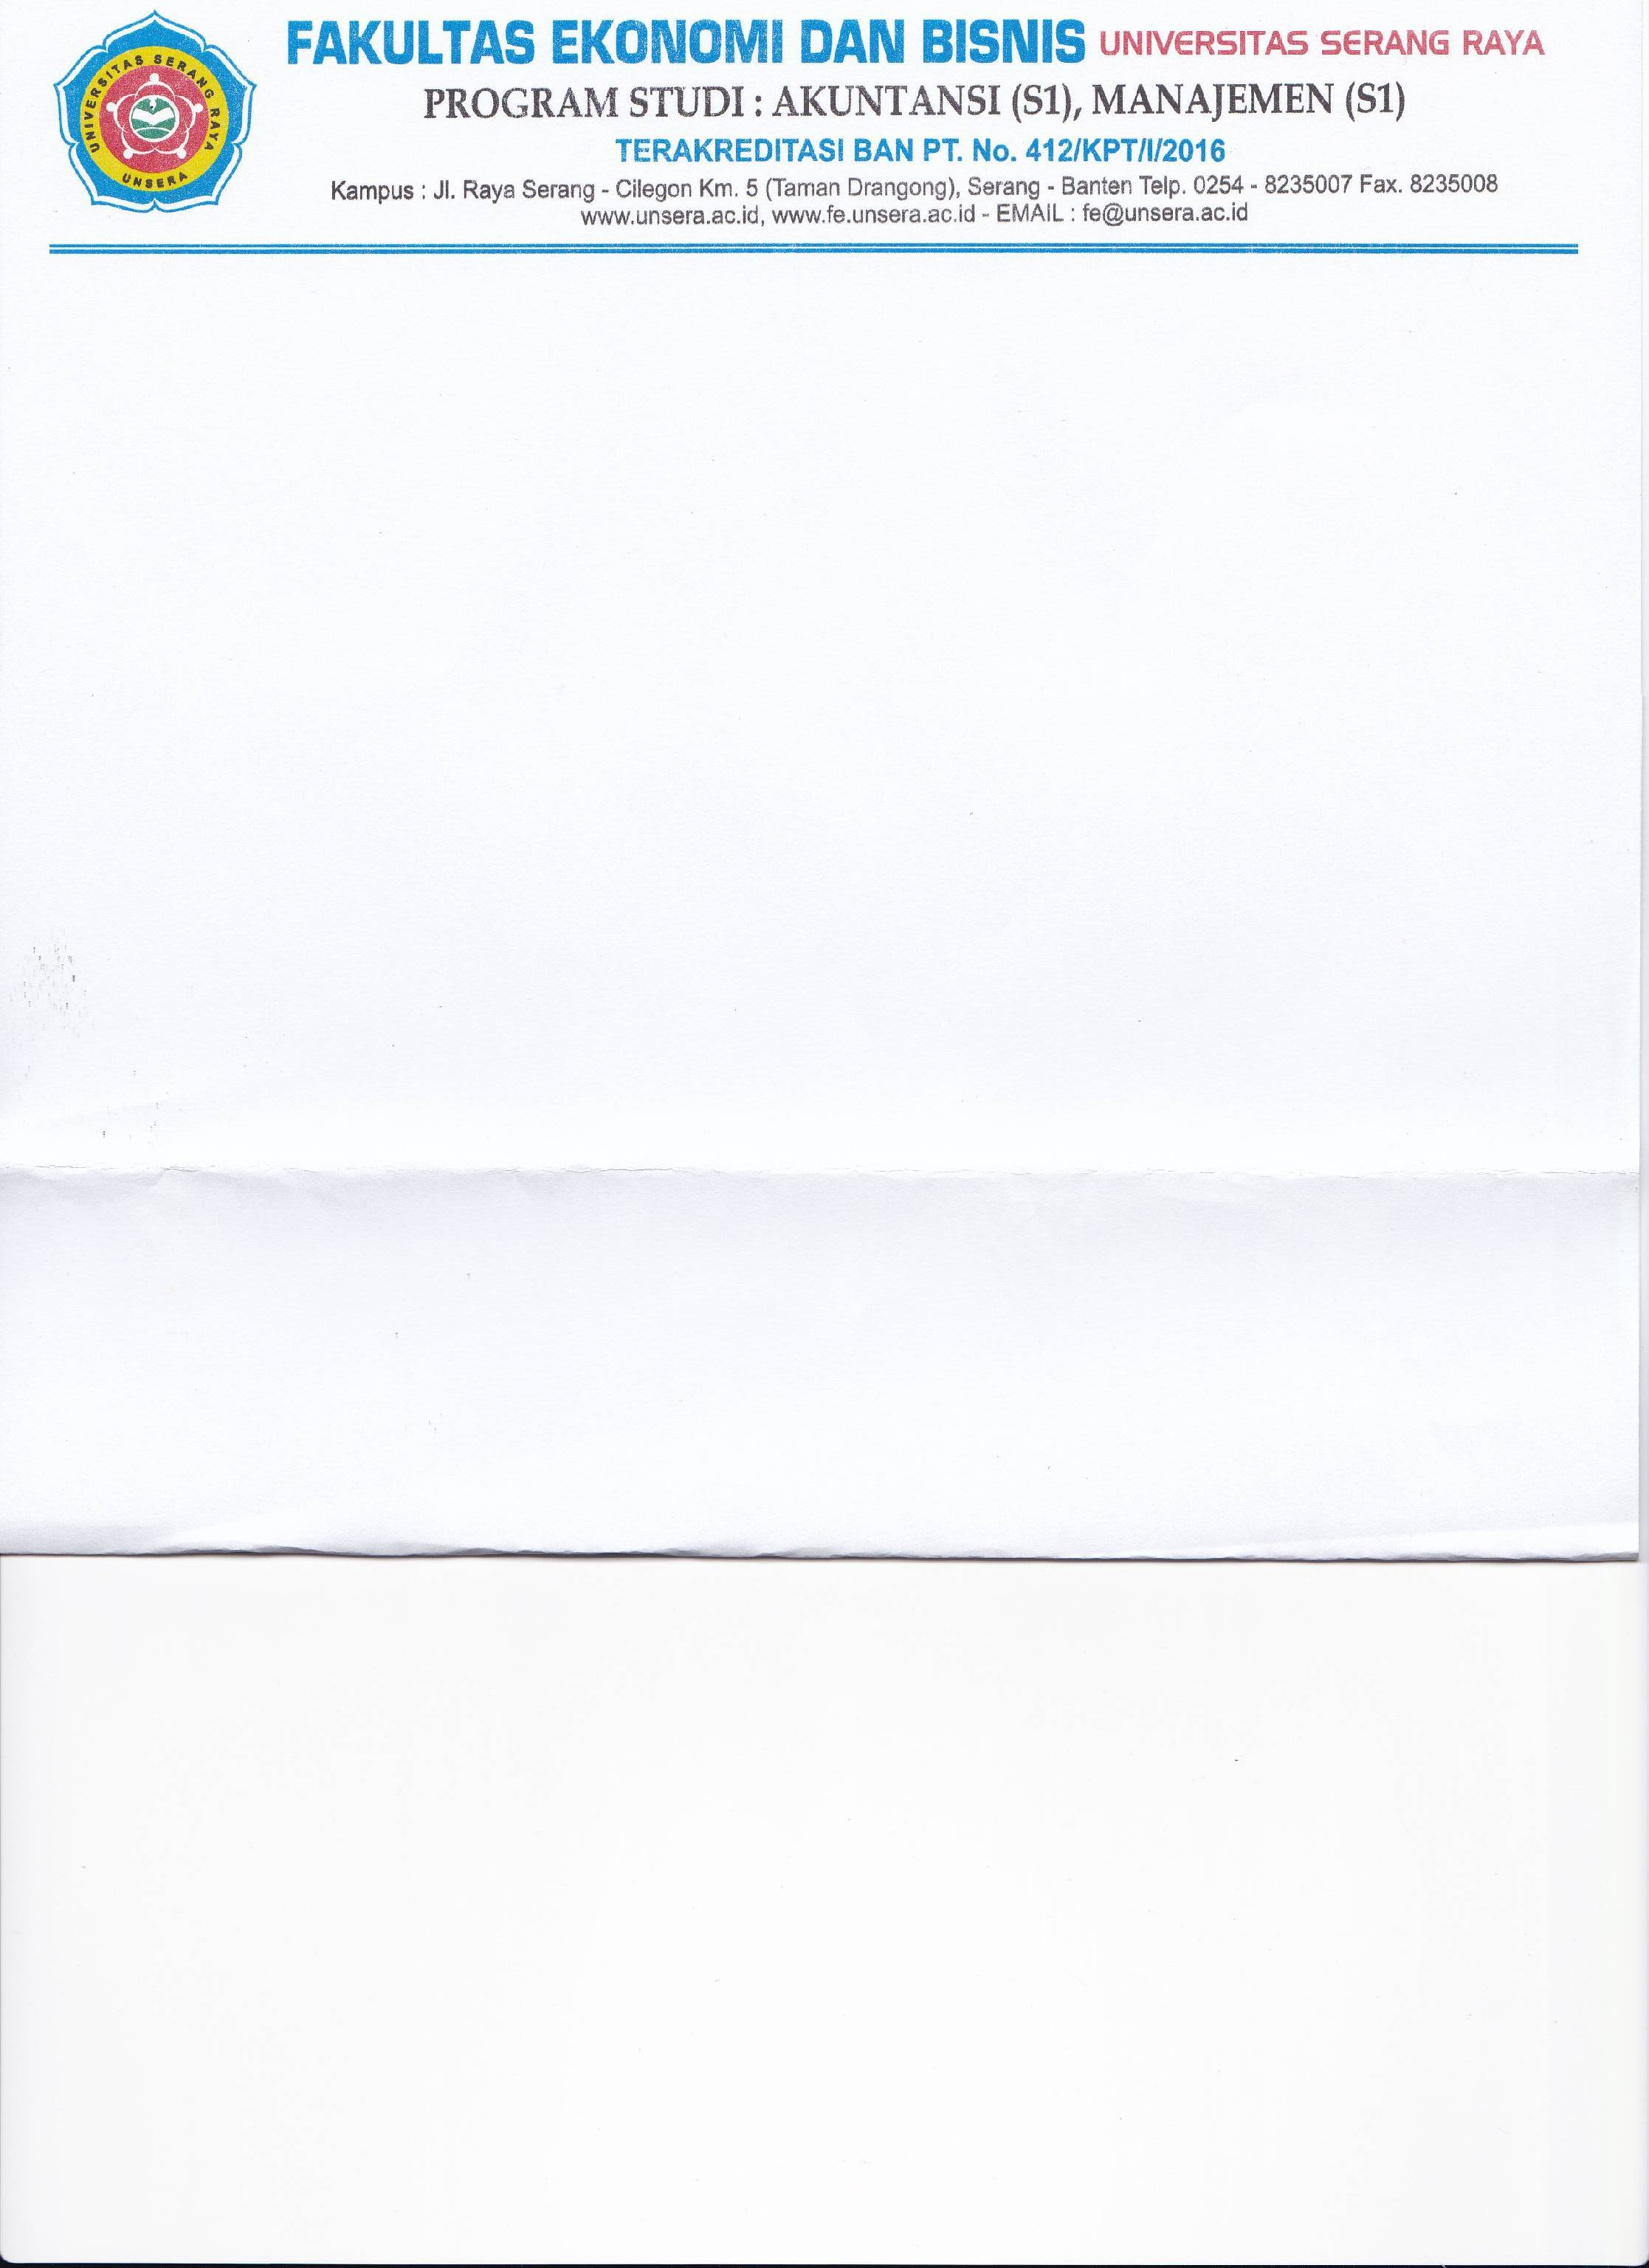 UNIVERSITAS SERANG RAYA
UNSERA
FAKULTAS EKONOMI DAN BISNIS UNIVERSITAS SERANG RAYA
PROGRAM STUDI : AKUNTANSI (S1), MANAJEMEN (S1)
TERAKREDITASI BAN PT. No. 412/KPT/I/2016
Kampus : Jl. Raya Serang - Cilegon Km. 5 (Taman Drangong), Serang - Banten Telp. 0254 - 8235007 Fax. 8235008
www.unsera.ac.id, www.fe.unsera.ac.id - EMAIL : fe@unsera.ac.id